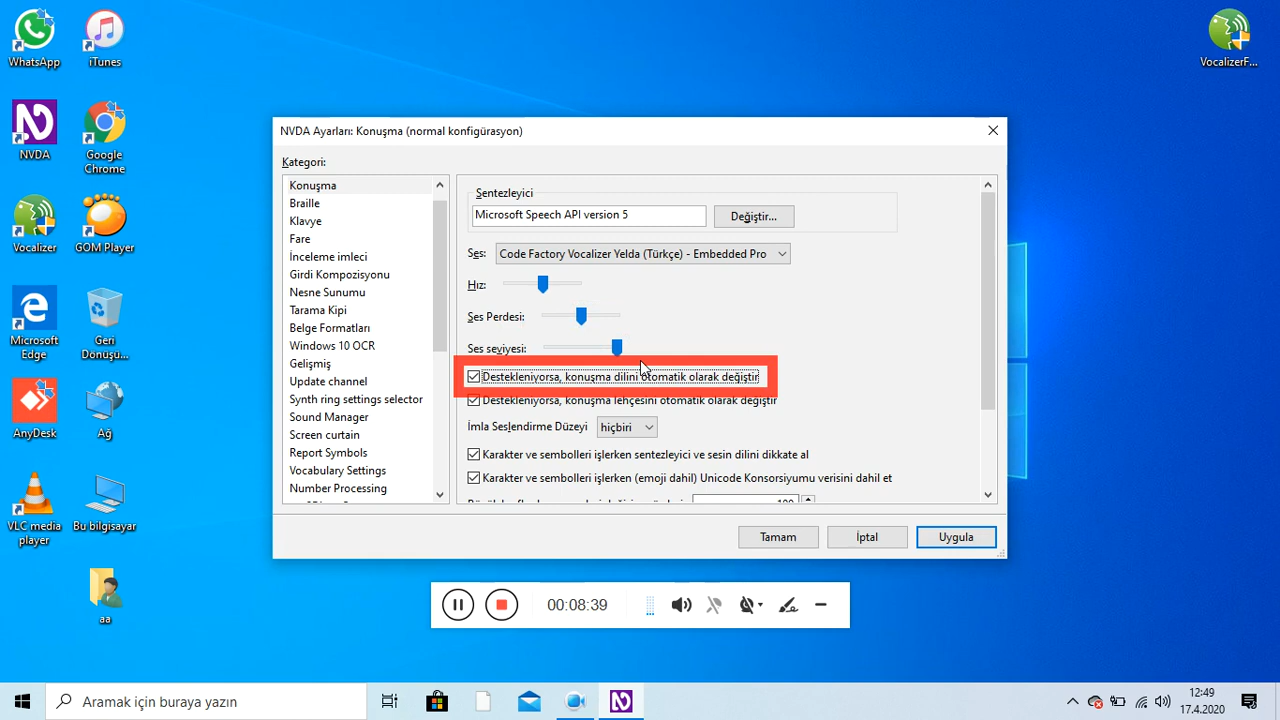 WhatsApp
iTunes
VocalizerF...
NVDA
Google
Chrome
Vocalizer
GOM Player
Microsoft
Edge
Geri
Dönüşü...
AnyDesk
Ağ
VLC media
player
Bu bilgisayar
aa
NVDA Ayarları: Konuşma (normal konfigürasyon)
Kategori:
Konuşma
Braille
Klavye
Fare
İnceleme imleci
Girdi Kompozisyonu
Nesne Sunumu
Tarama Kipi
Belge Formatları
Windows 10 OCR
Gelişmiş
Update channel
Synth ring settings selector
Sound Manager
Screen curtain
Report Symbols
Vocabulary Settings
Number Processing
Sentezleyici
Microsoft Speech API version 5
Değiştir...
Ses:
Code Factory Vocalizer Yelda (Türkçe) - Embedded Pro
Hız:
Ses Perdesi:
Ses seviyesi:
Destekleniyorsa, konuşma dilini otomatik olarak değiştir
Destekleniyorsa, konuşma lehçesini otomatik olarak değiştir
İmla Seslendirme Düzeyi
hiçbiri
Karakter ve sembolleri işlerken sentezleyici ve sesin dilini dikkate al
Karakter ve sembolleri işlerken (emoji dahil) Unicode Konsorsiyumu verisini dahil et
Tamam
İptal
Uygula
00:08:39
Aramak için buraya yazın
12:49
17.4.2020